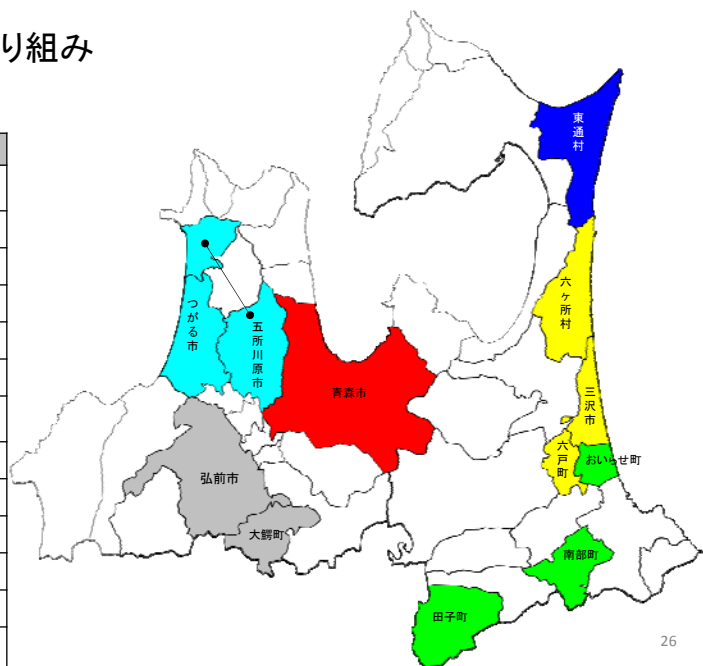 り組み
東通村
六ヶ所村
つがる市
五所川原市
青森市
三沢市
六戸町
おいらせ町
弘前市
大鰐町
南部町
田子町
26